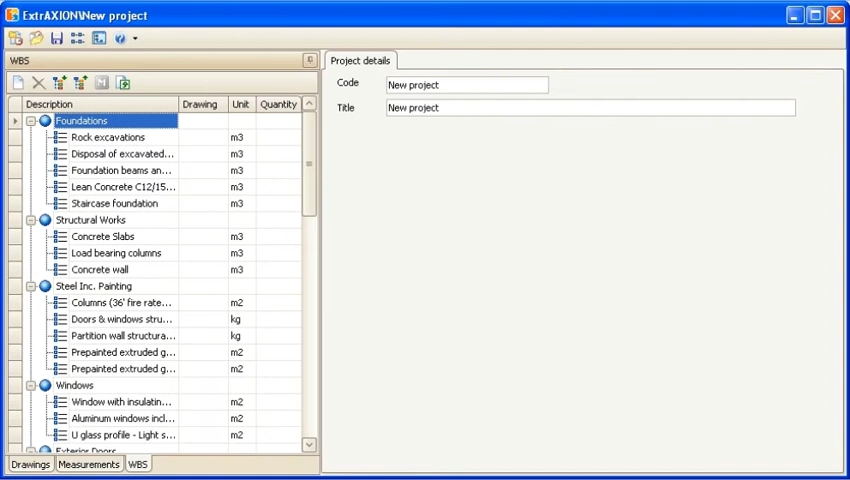 ExtrAXION\New project
WBS
Project details
Code
New project
Title
New project
Description
Drawing
Unit
Quantity
Foundations
Rock excavations m3
Disposal of excavated... m3
Foundation beams an... m3
Lean Concrete C12/15... m3
Staircase foundation m3
Structural Works
Concrete Slabs m3
Load bearing columns m3
Concrete wall m3
Steel Inc. Painting
Columns (36' fire rate... m2
Doors & windows stru... kg
Partition wall structura... kg
Prepainted extruded g... m2
Prepainted extruded g... m2
Windows
Window with insulatin... m2
Aluminum windows incl... m2
U glass profile - Light s... m2
Exterior Doors
Drawings
Measurements
WBS